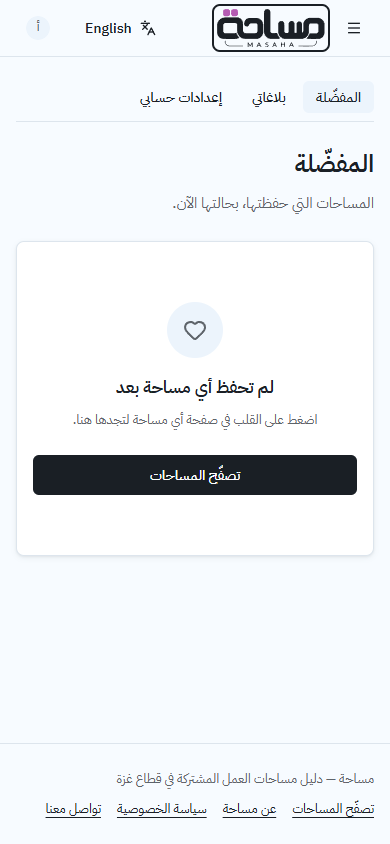 مساحة
MASAHA
English
أ
المفضّلة
بلاغاتي
إعدادات حسابي
المفضّلة
المساحات التي حفظتها، بحالتها الآن.
لم تحفظ أي مساحة بعد
اضغط على القلب في صفحة أي مساحة لتجدها هنا.
تصفّح المساحات
مساحة — دليل مساحات العمل المشتركة في قطاع غزة
تصفّح المساحات
عن مساحة
سياسة الخصوصية
تواصل معنا